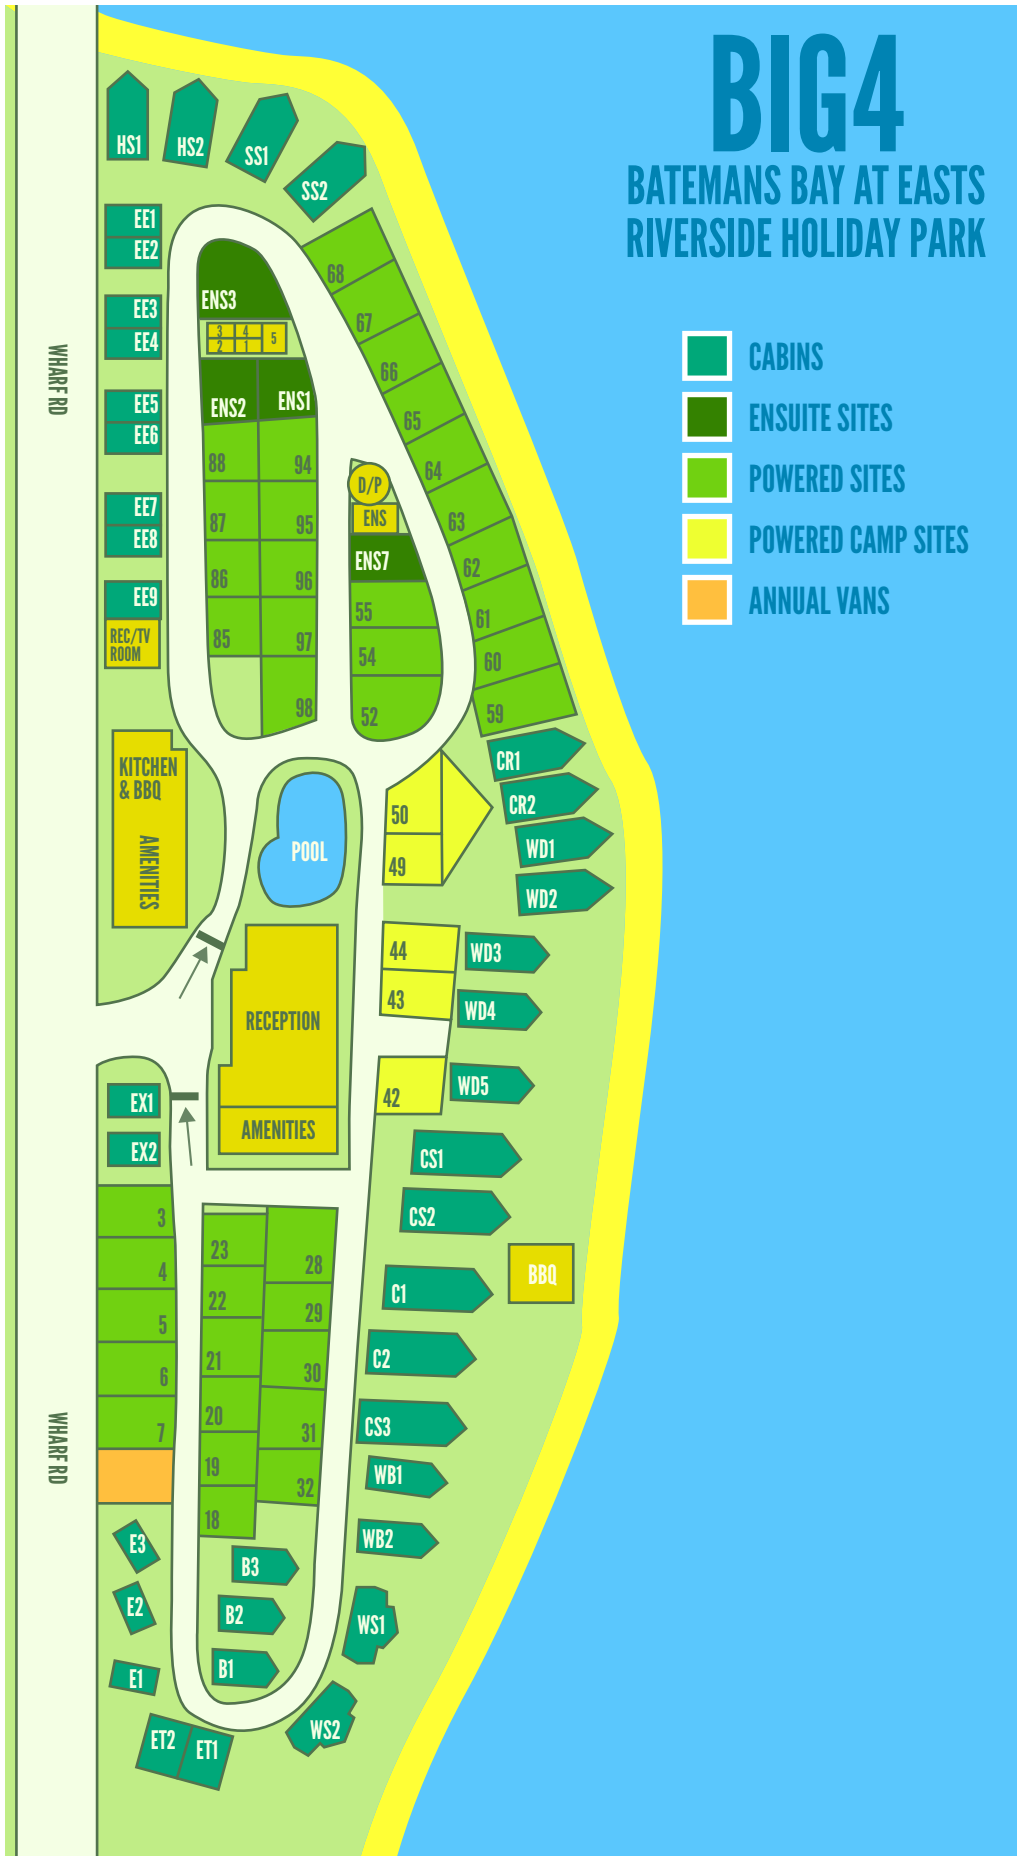 BIG4
BATEMANS BAY AT EASTS
RIVERSIDE HOLIDAY PARK
CABINS
ENSUITE SITES
POWERED SITES
POWERED CAMP SITES
ANNUAL VANS
WHARF RD
HS1
HS2
SS1
SS2
EE1
EE2
EE3
EE4
EE5
EE6
EE7
EE8
EE9
REC/TV
ROOM
ENS3
3
4
5
2
1
ENS2
ENS1
88
94
87
95
86
96
85
97
98
D/P
ENS
ENS7
55
54
52
68
67
66
65
64
63
62
61
60
59
CR1
CR2
WD1
WD2
KITCHEN
& BBQ
AMENITIES
POOL
50
49
44
43
42
WD3
WD4
WD5
RECEPTION
AMENITIES
EX1
EX2
3
4
5
6
7
23
22
21
20
19
18
28
29
30
31
32
CS1
CS2
C1
BBQ
C2
CS3
WB1
WB2
WS1
WS2
WHARF RD
E3
E2
E1
B3
B2
B1
ET2
ET1